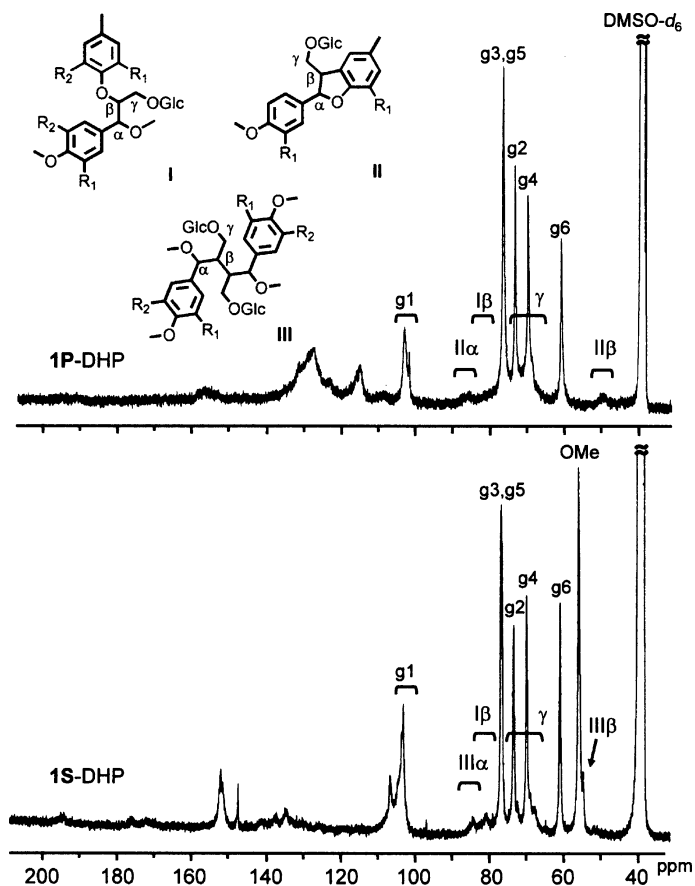 DMSO-d6
g3,g5
g2
g4
g6
g1
Iβ
γ
IIα
IIβ
1P-DHP
R2
R1
O
OGlc
β
γ
R2
α
O
O
R1
I
OGlc
γ
β
α
O
R1
O
R1
II
R1
O
GlcO
γ
R2
O
β
α
O
R2
OGlc
O
R1
III
OMe
g3,g5
g4
g2
g6
g1
Iβ
γ
IIIβ
IIIα
1S-DHP
200 180 160 140 120 100 80 60 40 ppm